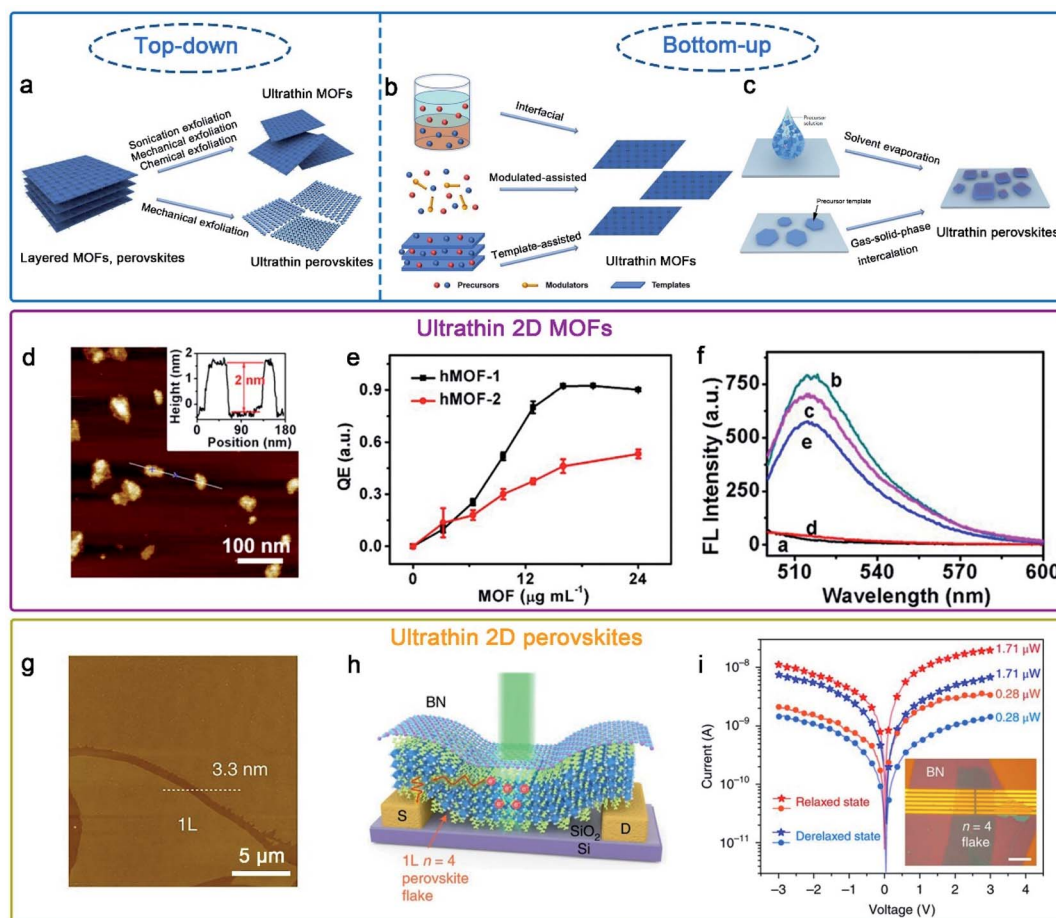 Top-down
Bottom-up
a
Ultrathin MOFs
Sonication exfoliation
Mechanical exfoliation
Chemical exfoliation
Mechanical exfoliation
Layered MOFs, perovskites
Ultrathin perovskites
b
Interfacial
Modulated-assisted
Template-assisted
Ultrathin MOFs
Precursors
Modulators
Templates
c
Precursor
solution
Solvent evaporation
Precursor template
Gas-solid-phase
intercalation
Ultrathin perovskites
Ultrathin 2D MOFs
d
Height (nm)
2
1
0
2 nm
0 90 180
Position (nm)
100 nm
e
hMOF-1
hMOF-2
QE (a.u.)
0.9
0.6
0.3
0.0
0 12 24
MOF (μg mL⁻¹)
f
FL Intensity (a.u.)
750
500
250
0
b
c
e
d
a
510 540 570 600
Wavelength (nm)
Ultrathin 2D perovskites
g
3.3 nm
1L
5 μm
h
BN
S
D
SiO₂
Si
1L n = 4
perovskite
flake
i
Current (A)
10⁻⁸
10⁻⁹
10⁻¹⁰
10⁻¹¹
1.71 μW
1.71 μW
0.28 μW
0.28 μW
Relaxed state
Derelaxed state
BN
n = 4
flake
−3 −2 −1 0 1 2 3 4
Voltage (V)